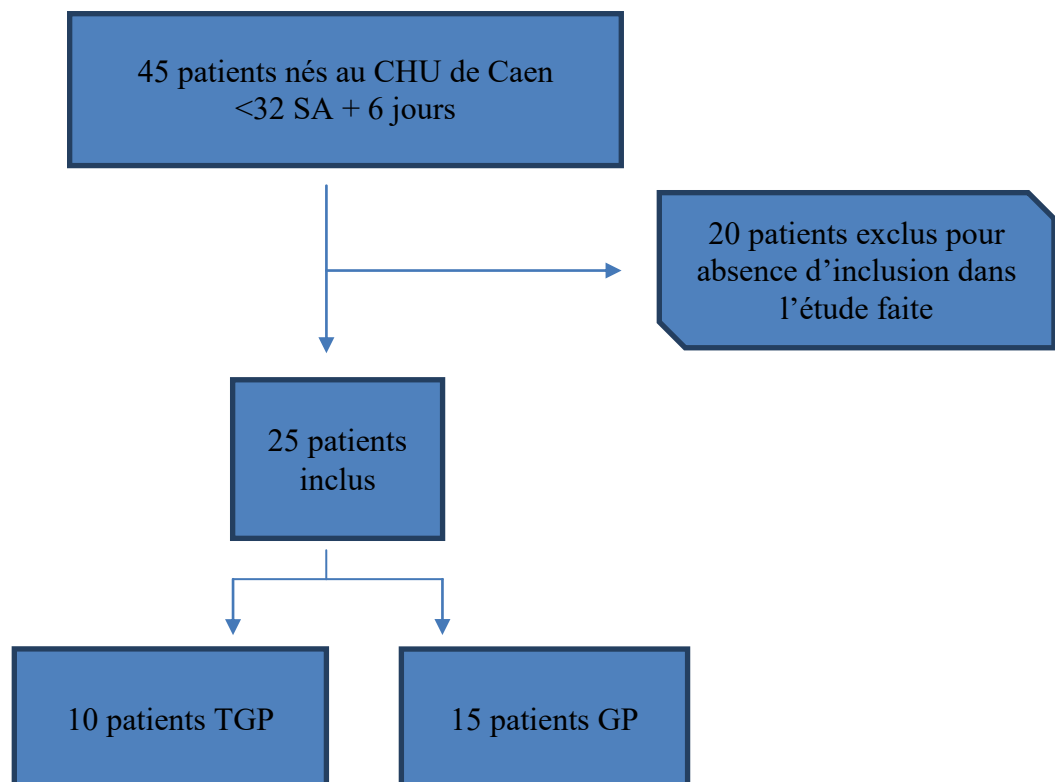 45 patients nés au CHU de Caen
<32 SA + 6 jours
20 patients exclus pour
absence d’inclusion dans
l’étude faite
25 patients
inclus
10 patients TGP
15 patients GP